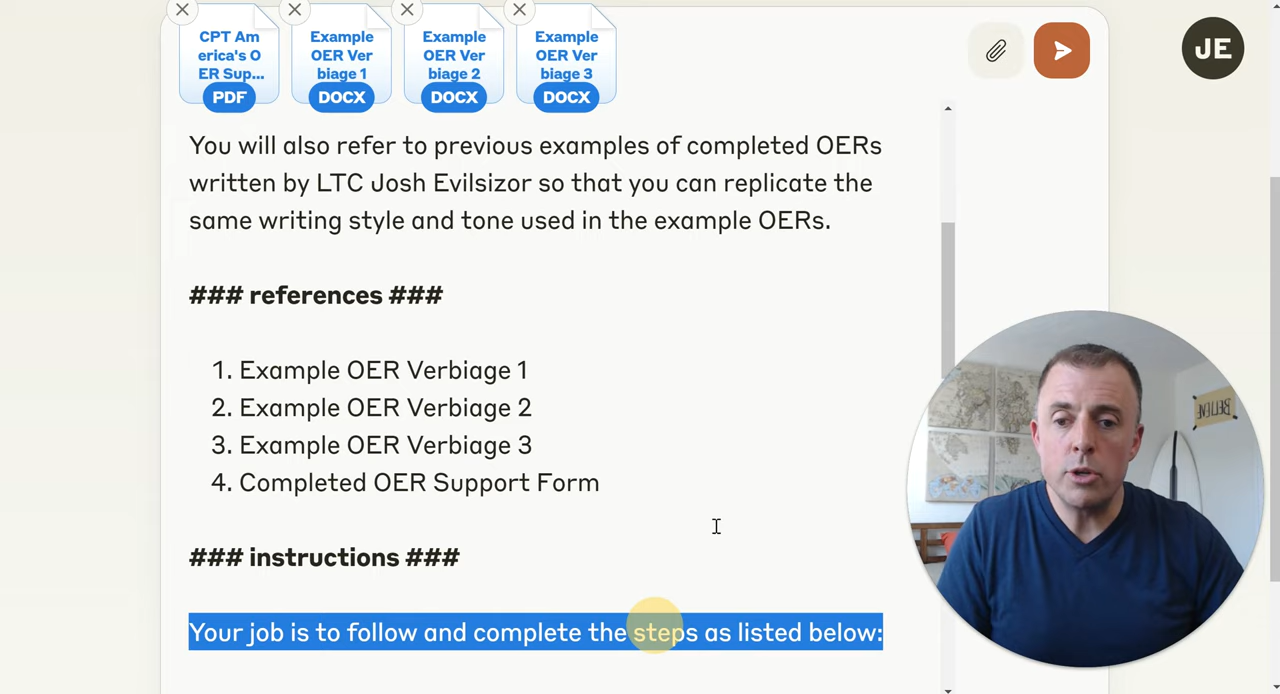 CPT Am
erica's O
ER Sup...
PDF
Example
OER Ver
biage 1
DOCX
Example
OER Ver
biage 2
DOCX
Example
OER Ver
biage 3
DOCX
JE
You will also refer to previous examples of completed OERs
written by LTC Josh Evilsizor so that you can replicate the
same writing style and tone used in the example OERs.
### references ###
1. Example OER Verbiage 1
2. Example OER Verbiage 2
3. Example OER Verbiage 3
4. Completed OER Support Form
### instructions ###
Your job is to follow and complete the steps as listed below:
BELIEVE